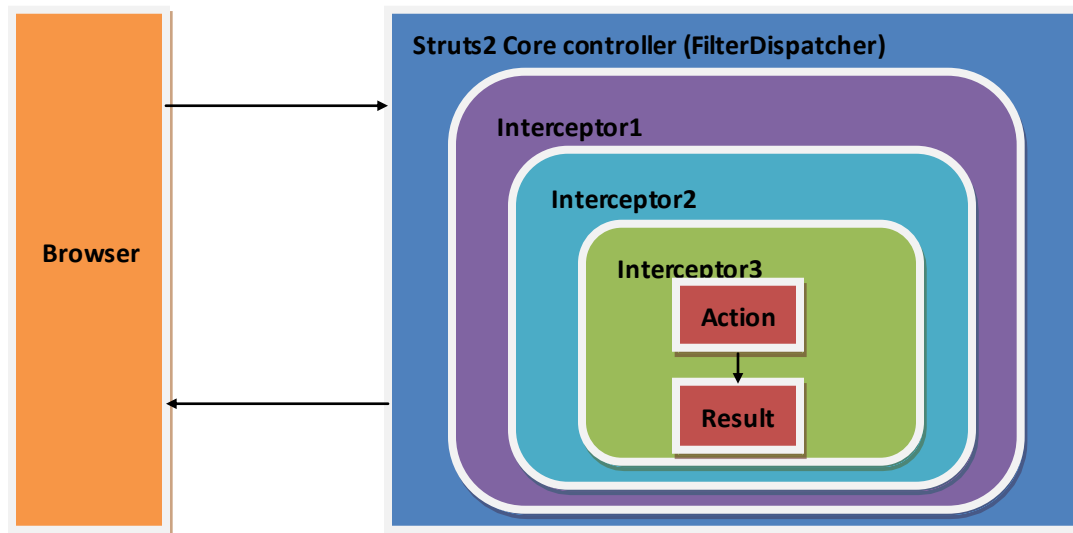 Struts2 Core controller (FilterDispatcher)
Interceptor1
Interceptor2
Browser
Interceptor3
Action
Result